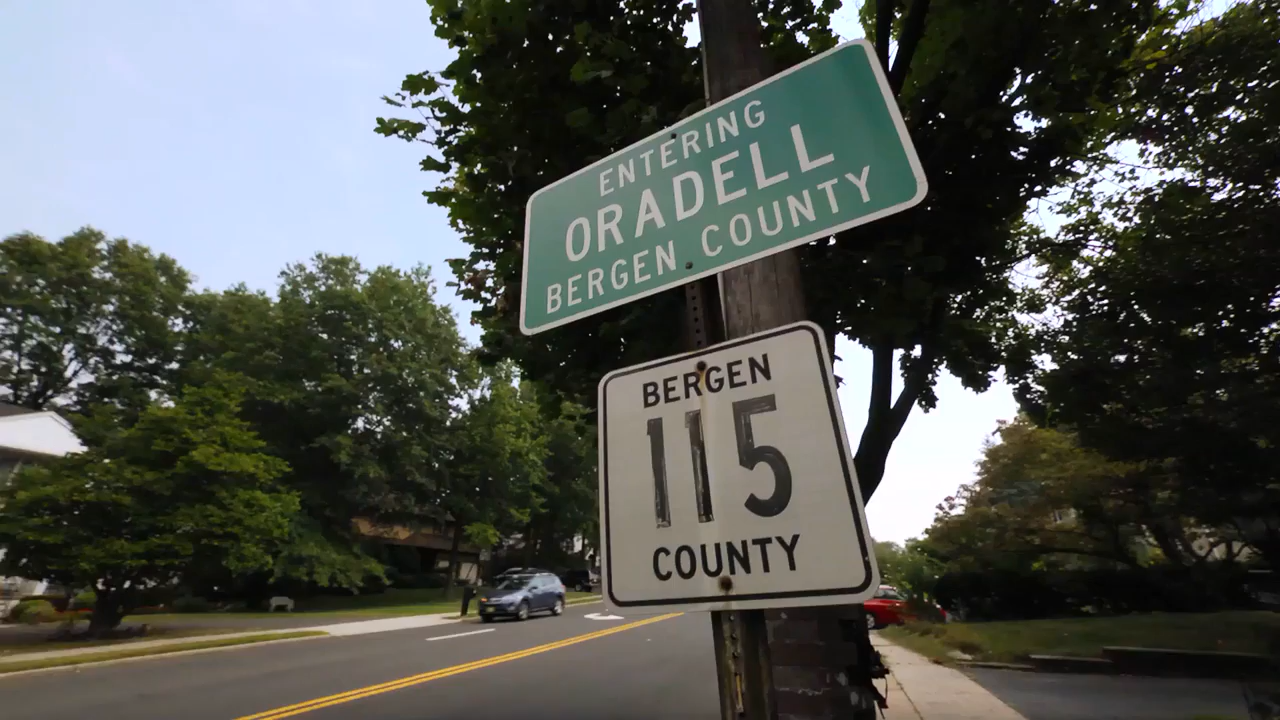 ENTERING
ORADELL
BERGEN COUNTY
BERGEN
115
COUNTY